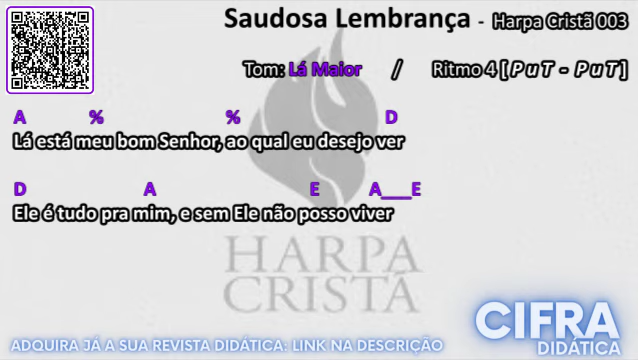 Saudosa Lembrança - Harpa Cristã 003
Tom: Lá Maior / Ritmo 4 [ P u T - P u T ]
A % % D
Lá está meu bom Senhor, ao qual eu desejo ver
D A E A___E
Ele é tudo pra mim, e sem Ele não posso viver
HARPA
CRISTÃ
CIFRA
DIDÁTICA
ADQUIRA JÁ A SUA REVISTA DIDÁTICA: LINK NA DESCRIÇÃO